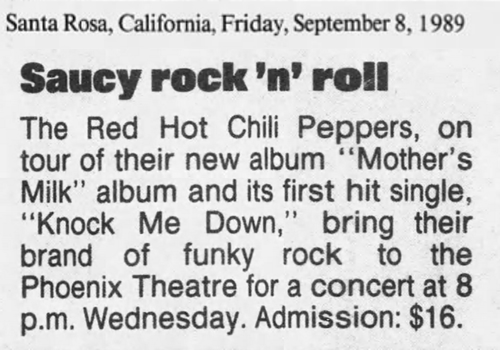 Santa Rosa, California, Friday, September 8, 1989
Saucy rock 'n' roll
The Red Hot Chili Peppers, on
tour of their new album "Mother's
Milk" album and its first hit single,
"Knock Me Down," bring their
brand of funky rock to the
Phoenix Theatre for a concert at 8
p.m. Wednesday. Admission: $16.